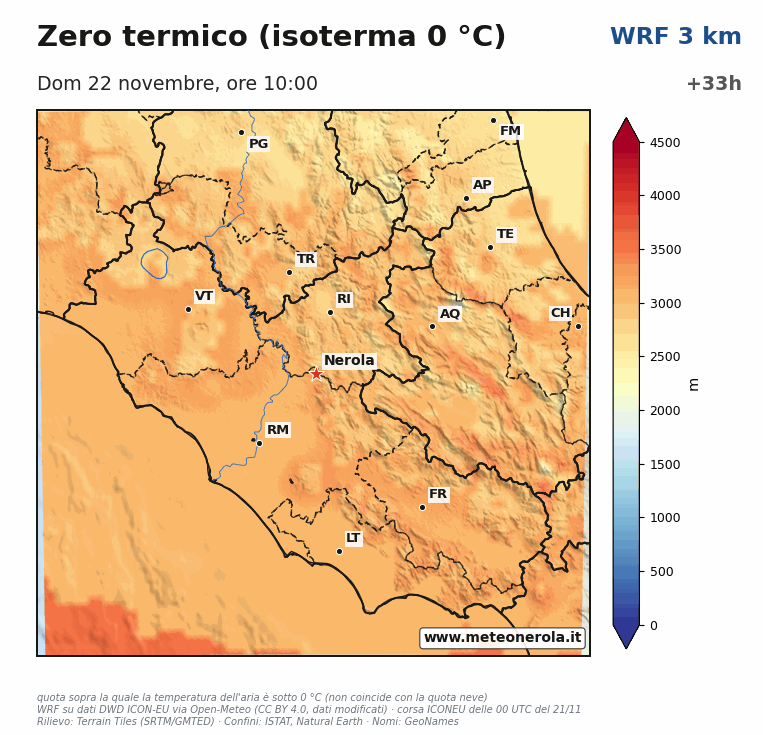 Zero termico (isoterma 0 °C)
WRF 3 km
Dom 22 novembre, ore 10:00
+33h
FM
PG
AP
TE
TR
VT
RI
AQ
CH
Nerola
RM
FR
LT
www.meteonerola.it
4500
4000
3500
3000
2500
2000
1500
1000
500
0
m
quota sopra la quale la temperatura dell'aria è sotto 0 °C (non coincide con la quota neve)
WRF su dati DWD ICON-EU via Open-Meteo (CC BY 4.0, dati modificati) · corsa ICONEU delle 00 UTC del 21/11
Rilievo: Terrain Tiles (SRTM/GMTED) · Confini: ISTAT, Natural Earth · Nomi: GeoNames